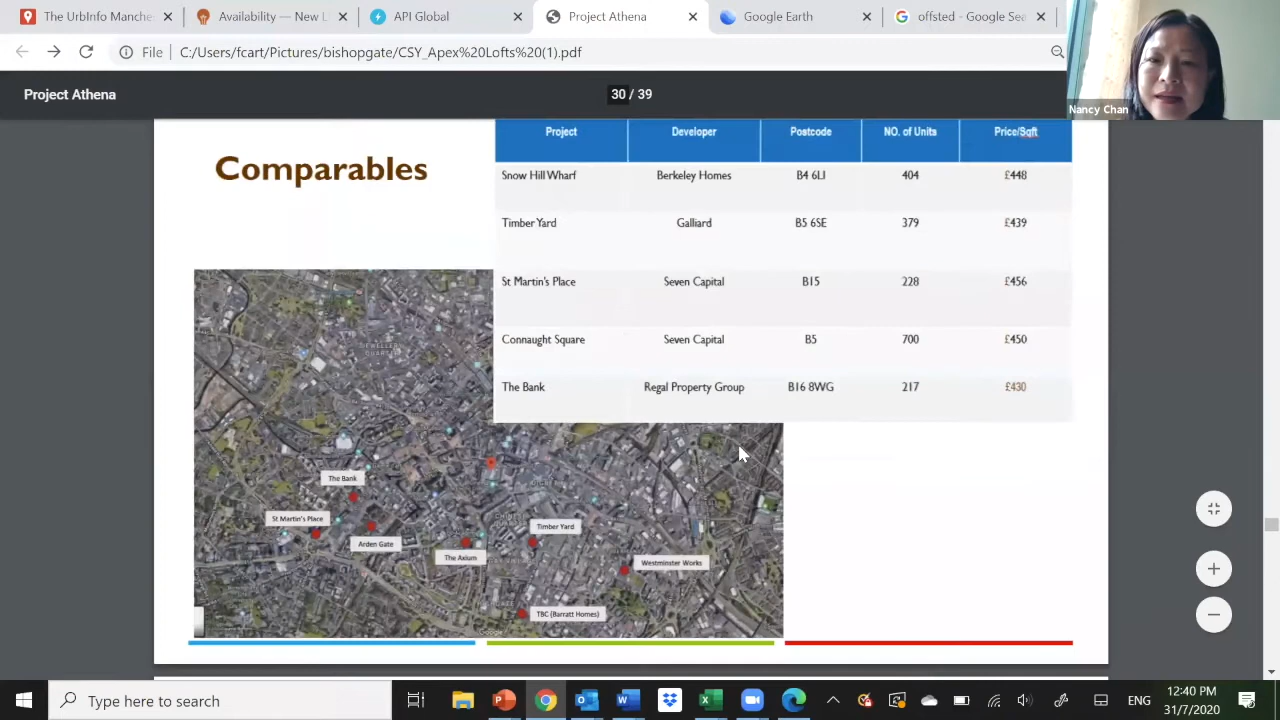 The UrbInfo Manches
Availability — New L
API Global
Project Athena
Google Earth
offsted - Google Sea
File
C:/Users/fcart/Pictures/bishopgate/CSY_Apex%20Lofts%20(1).pdf
Nancy Chan
Project Athena
30 / 39
Comparables
Project Developer Postcode NO. of Units Price/Sqft
Snow Hill Wharf Berkeley Homes B4 6LJ 404 £448
Timber Yard Galliard B5 6SE 379 £439
St Martin's Place Seven Capital B15 228 £456
Connaught Square Seven Capital B5 700 £450
The Bank Regal Property Group B16 8WG 217 £430
JEWELLERY
QUARTER
The Bank
St Martin's Place
Arden Gate
The Axium
Timber Yard
Westminster Works
TBC (Barratt Homes)
Type here to search
ENG
12:40 PM
31/7/2020